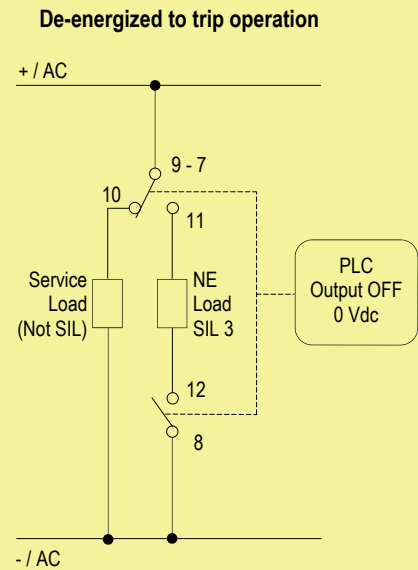 De-energized to trip operation
+ / AC
9 - 7
10
11
Service
Load
(Not SIL)
NE
Load
SIL 3
PLC
Output OFF
0 Vdc
12
8
- / AC